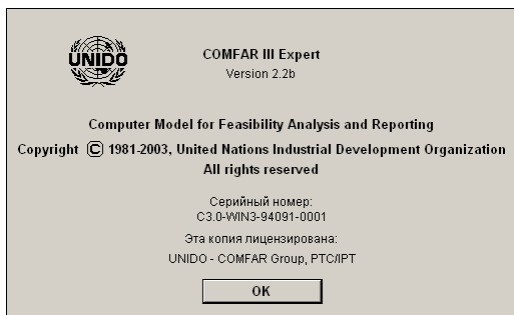 UNIDO
COMFAR III Expert
Version 2.2b
Computer Model for Feasibility Analysis and Reporting
Copyright © 1981-2003, United Nations Industrial Development Organization
All rights reserved
Серийный номер:
C3.0-WIN3-94091-0001
Эта копия лицензирована:
UNIDO - COMFAR Group, PTC/IPT
OK